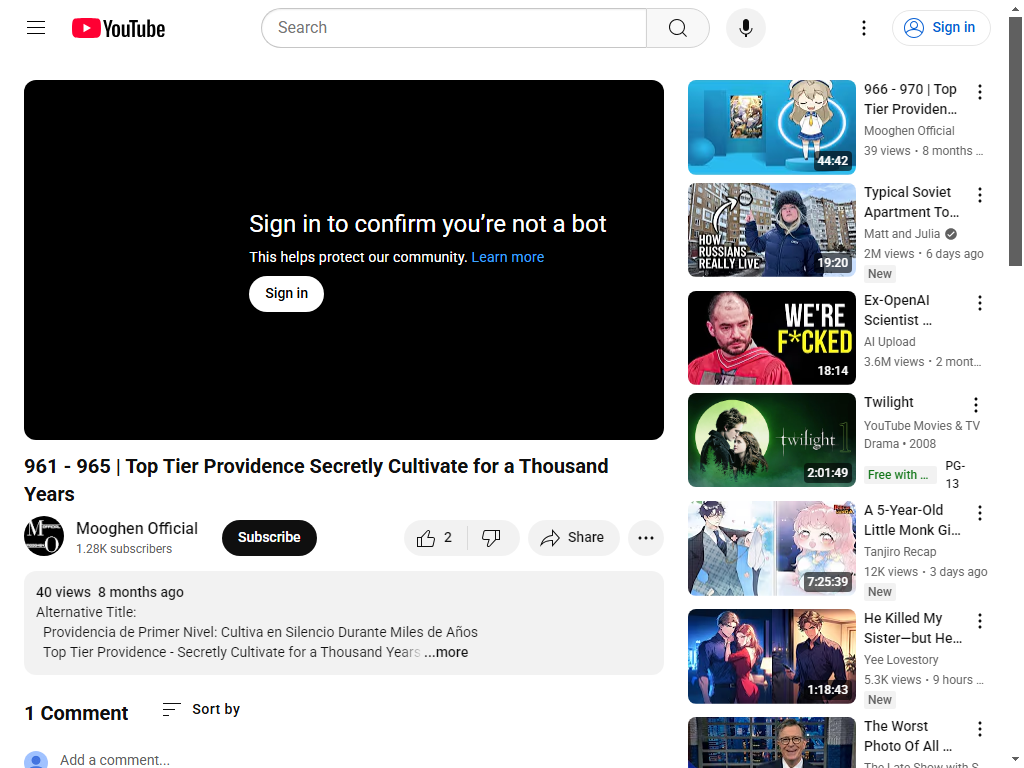 YouTube
Search
Sign in
Sign in to confirm you’re not a bot
This helps protect our community. Learn more
Sign in
961 - 965 | Top Tier Providence Secretly Cultivate for a Thousand
Years
Mooghen Official
1.28K subscribers
Subscribe
2
Share
40 views 8 months ago
Alternative Title:
Providencia de Primer Nivel: Cultiva en Silencio Durante Miles de Años
Top Tier Providence - Secretly Cultivate for a Thousand Years ...more
1 Comment
Sort by
Add a comment...
44:42
966 - 970 | Top
Tier Providen...
Mooghen Official
39 views • 8 months ...
HOW
RUSSIANS
REALLY LIVE
19:20
Typical Soviet
Apartment To...
Matt and Julia
2M views • 6 days ago
New
WE'RE
F*CKED
18:14
Ex-OpenAI
Scientist ...
AI Upload
3.6M views • 2 mont...
twilight 1
2:01:49
Twilight
YouTube Movies & TV
Drama • 2008
Free with ...
PG-
13
7:25:39
A 5-Year-Old
Little Monk Gi...
Tanjiro Recap
12K views • 3 days ago
New
1:18:43
He Killed My
Sister—but He...
Yee Lovestory
5.3K views • 9 hours ...
New
The Worst
Photo Of All ...
The Late Show with S